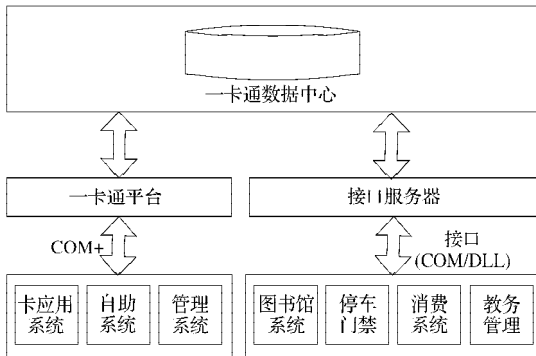 一卡通数据中心
一卡通平台
接口服务器
COM+
接口
(COM/DLL)
卡应用
系统
自助
系统
管理
系统
图书馆
系统
停车
门禁
消费
系统
教务
管理